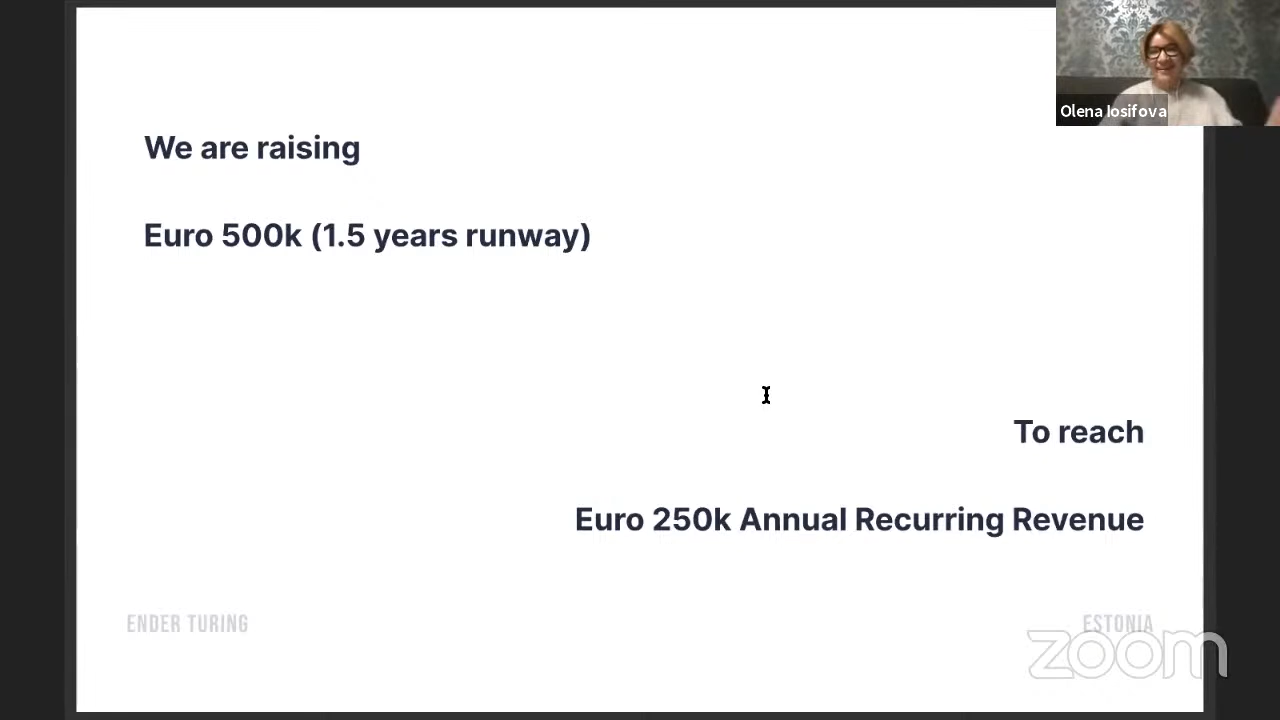 Olena Iosifova
We are raising
Euro 500k (1.5 years runway)
To reach
Euro 250k Annual Recurring Revenue
ENDER TURING
ESTONIA
zoom